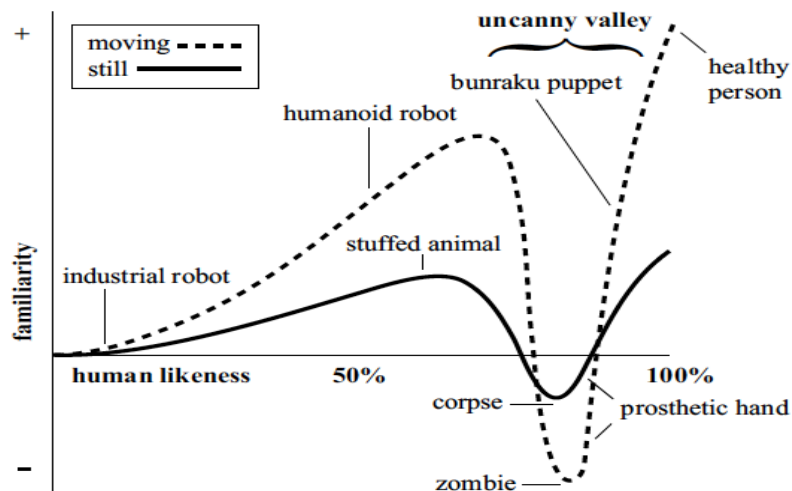 +
uncanny valley
moving
still
bunraku puppet
healthy
person
humanoid robot
stuffed animal
industrial robot
familiarity
human likeness
50%
100%
corpse
prosthetic hand
zombie
–